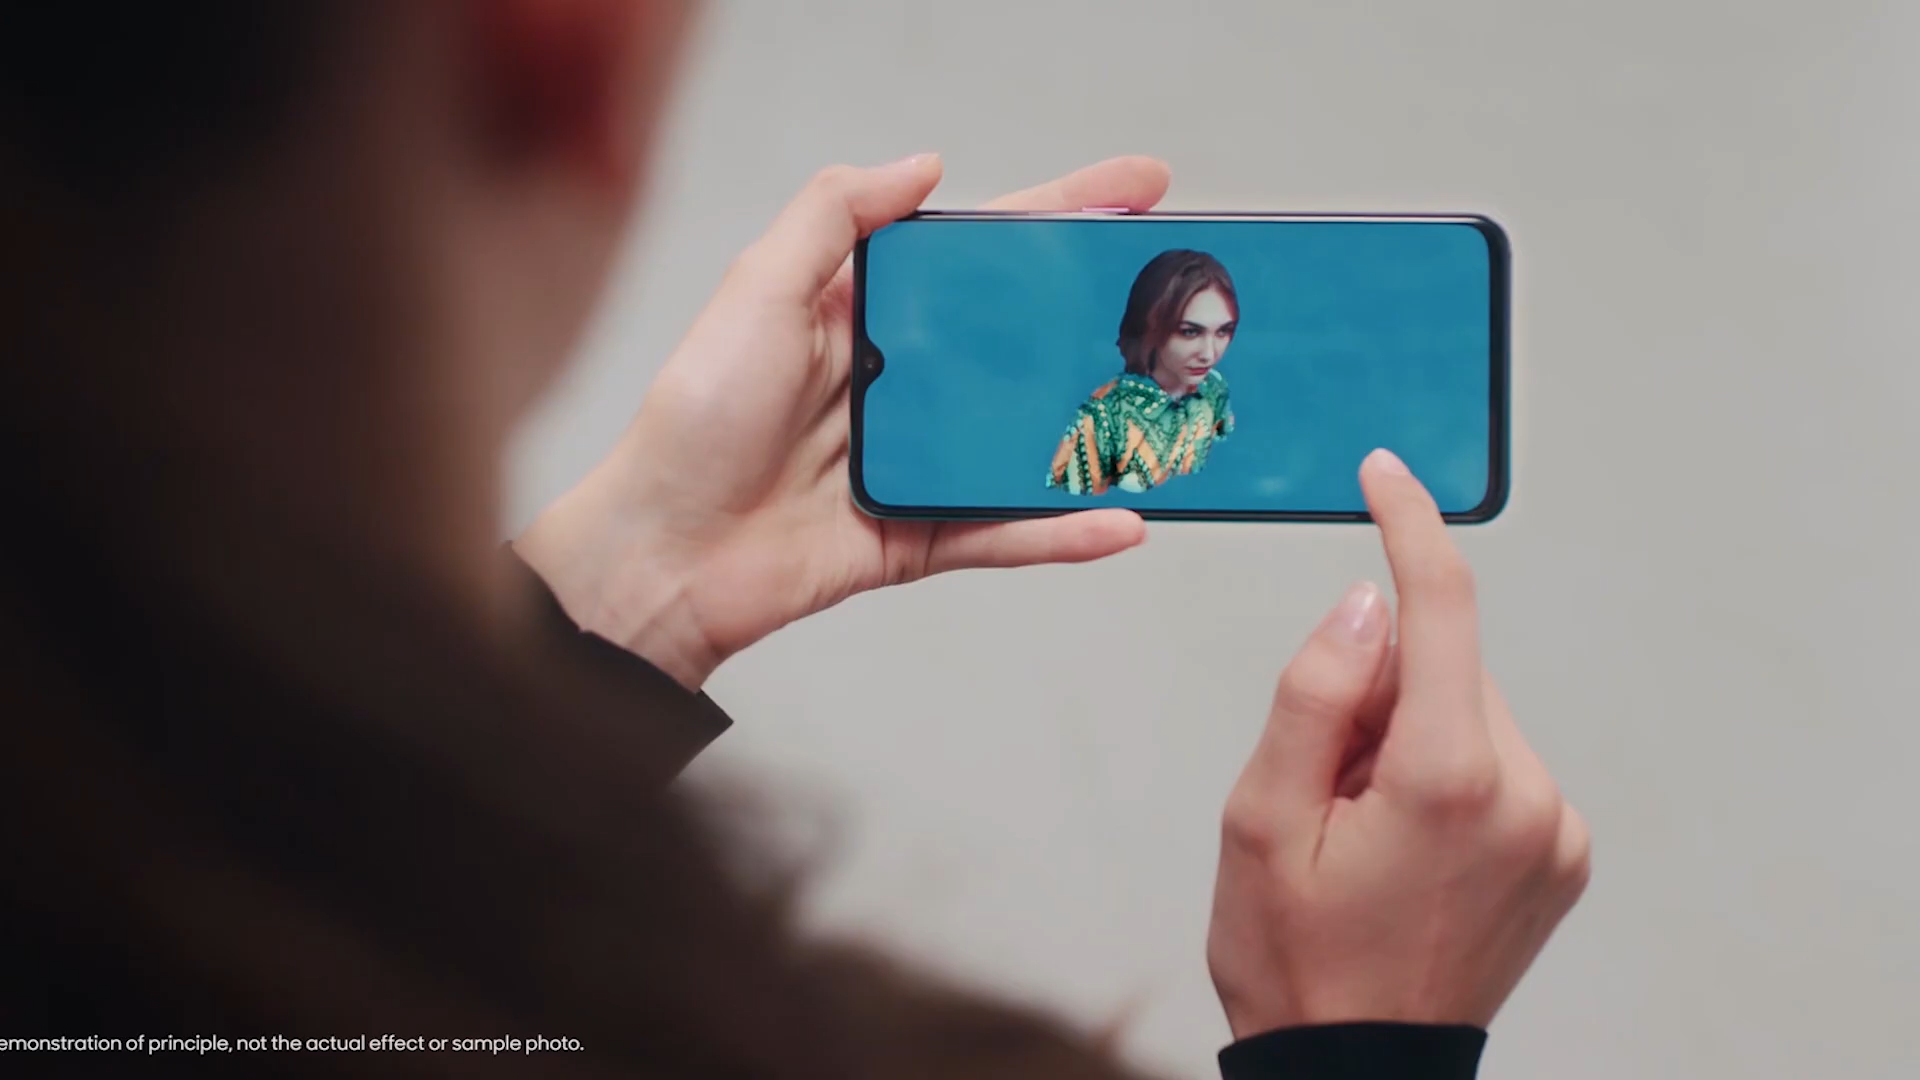 emonstration of principle, not the actual effect or sample photo.